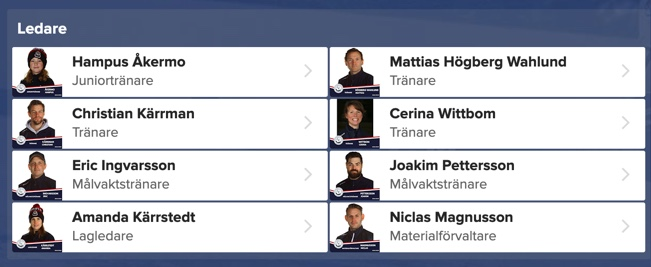 Ledare
Hampus Åkermo
Juniortränare
Mattias Högberg Wahlund
Tränare
Christian Kärrman
Tränare
Cerina Wittbom
Tränare
Eric Ingvarsson
Målvaktstränare
Joakim Pettersson
Målvaktstränare
Amanda Kärrstedt
Lagledare
Niclas Magnusson
Materialförvaltare